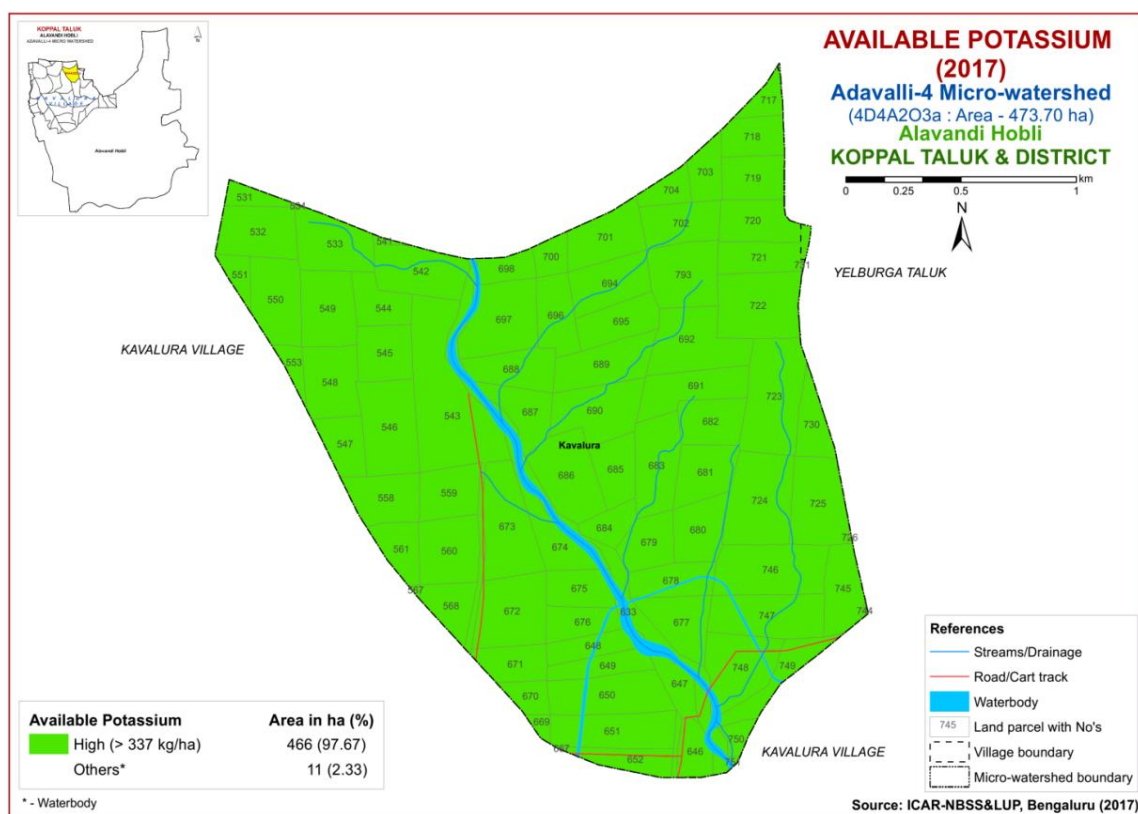 KOPPAL TALUK
ALAVANDI HOBLI
ADAVALLI-4 MICRO WATERSHED
N
KAVALURA
VILLAGE
Alavandi Hobli
AVAILABLE POTASSIUM
(2017)
Adavalli-4 Micro-watershed
(4D4A2O3a : Area - 473.70 ha)
Alavandi Hobli
KOPPAL TALUK & DISTRICT
km
0 0.25 0.5 1
N
717
718
703
719
704
531
534
702
720
532
533
541
701
700
721
542
698
551
793
731
YELBURGA TALUK
694
550
549
544
722
697
696
695
KAVALURA VILLAGE
545
692
553
688
689
548
691
723
687
690
543
682
730
546
547
Kavalura
686
685
683
681
559
558
724
725
673
684
680
674
679
726
561
560
746
678
567
675
745
568
672
633
744
676
677
747
648
671
649
748
749
670
650
647
669
651
750
667
652
646
751
KAVALURA VILLAGE
Available Potassium Area in ha (%)
High (> 337 kg/ha) 466 (97.67)
Others* 11 (2.33)
* - Waterbody
References
Streams/Drainage
Road/Cart track
Waterbody
745 Land parcel with No's
Village boundary
Micro-watershed boundary
Source: ICAR-NBSS&LUP, Bengaluru (2017)